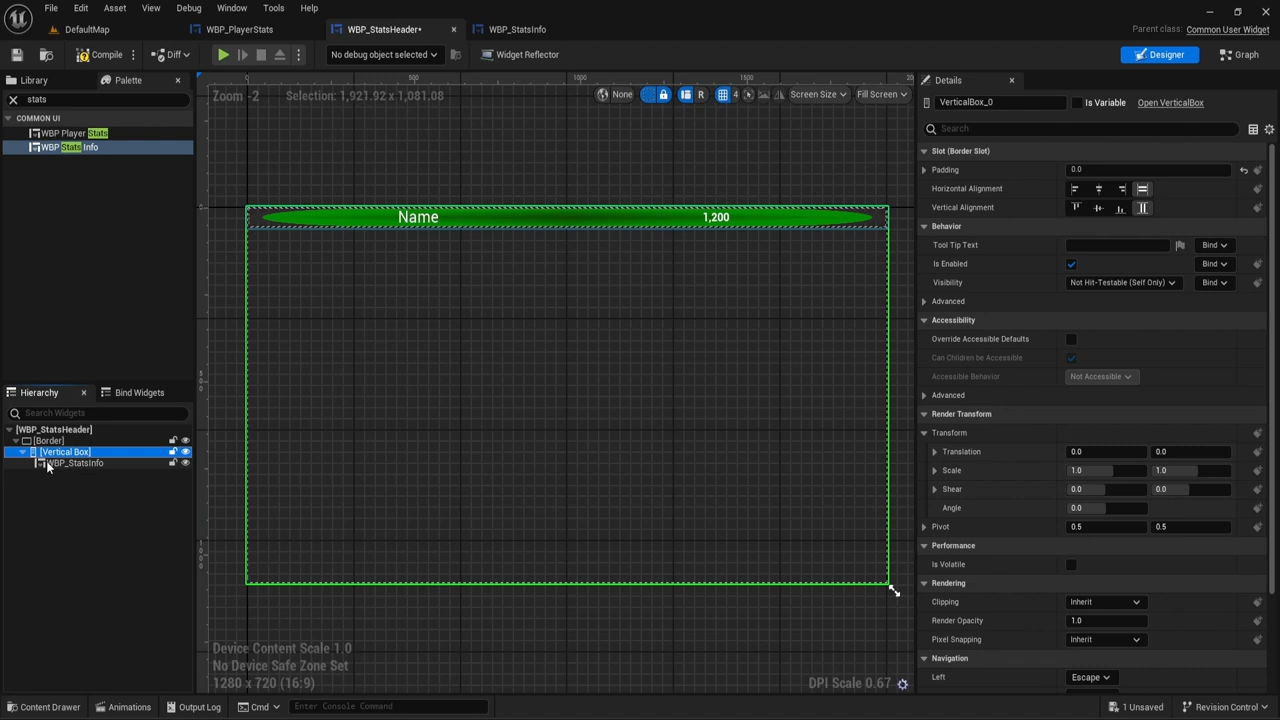 File Edit Asset View Debug Window Tools Help
DefaultMap WBP_PlayerStats WBP_StatsHeader• WBP_StatsInfo Parent class: Common User Widget
Compile Diff No debug object selected Widget Reflector Designer Graph
Library Palette
stats
COMMON UI
WBP Player Stats
WBP Stats Info
Hierarchy Bind Widgets
Search Widgets
[WBP_StatsHeader]
[Border]
[Vertical Box]
WBP_StatsInfo
0 500 1000 1500 20
Zoom -2 Selection: 1,921.92 x 1,081.08 None R 4 Screen Size Fill Screen
0
Name 1,200
5
0
0
1
0
0
Device Content Scale 1.0
No Device Safe Zone Set
1280 x 720 (16:9) DPI Scale 0.67
Details
VerticalBox_0 Is Variable Open VerticalBox
Search
Slot (Border Slot)
Padding 0.0
Horizontal Alignment
Vertical Alignment
Behavior
Tool Tip Text Bind
Is Enabled Bind
Visibility Not Hit-Testable (Self Only) Bind
Advanced
Accessibility
Override Accessible Defaults
Can Children be Accessible
Accessible Behavior Not Accessible
Advanced
Render Transform
Transform
Translation 0.0 0.0
Scale 1.0 1.0
Shear 0.0 0.0
Angle 0.0
Pivot 0.5 0.5
Performance
Is Volatile
Rendering
Clipping Inherit
Render Opacity 1.0
Pixel Snapping Inherit
Navigation
Left Escape
Content Drawer Animations Output Log Cmd Enter Console Command 1 Unsaved Revision Control